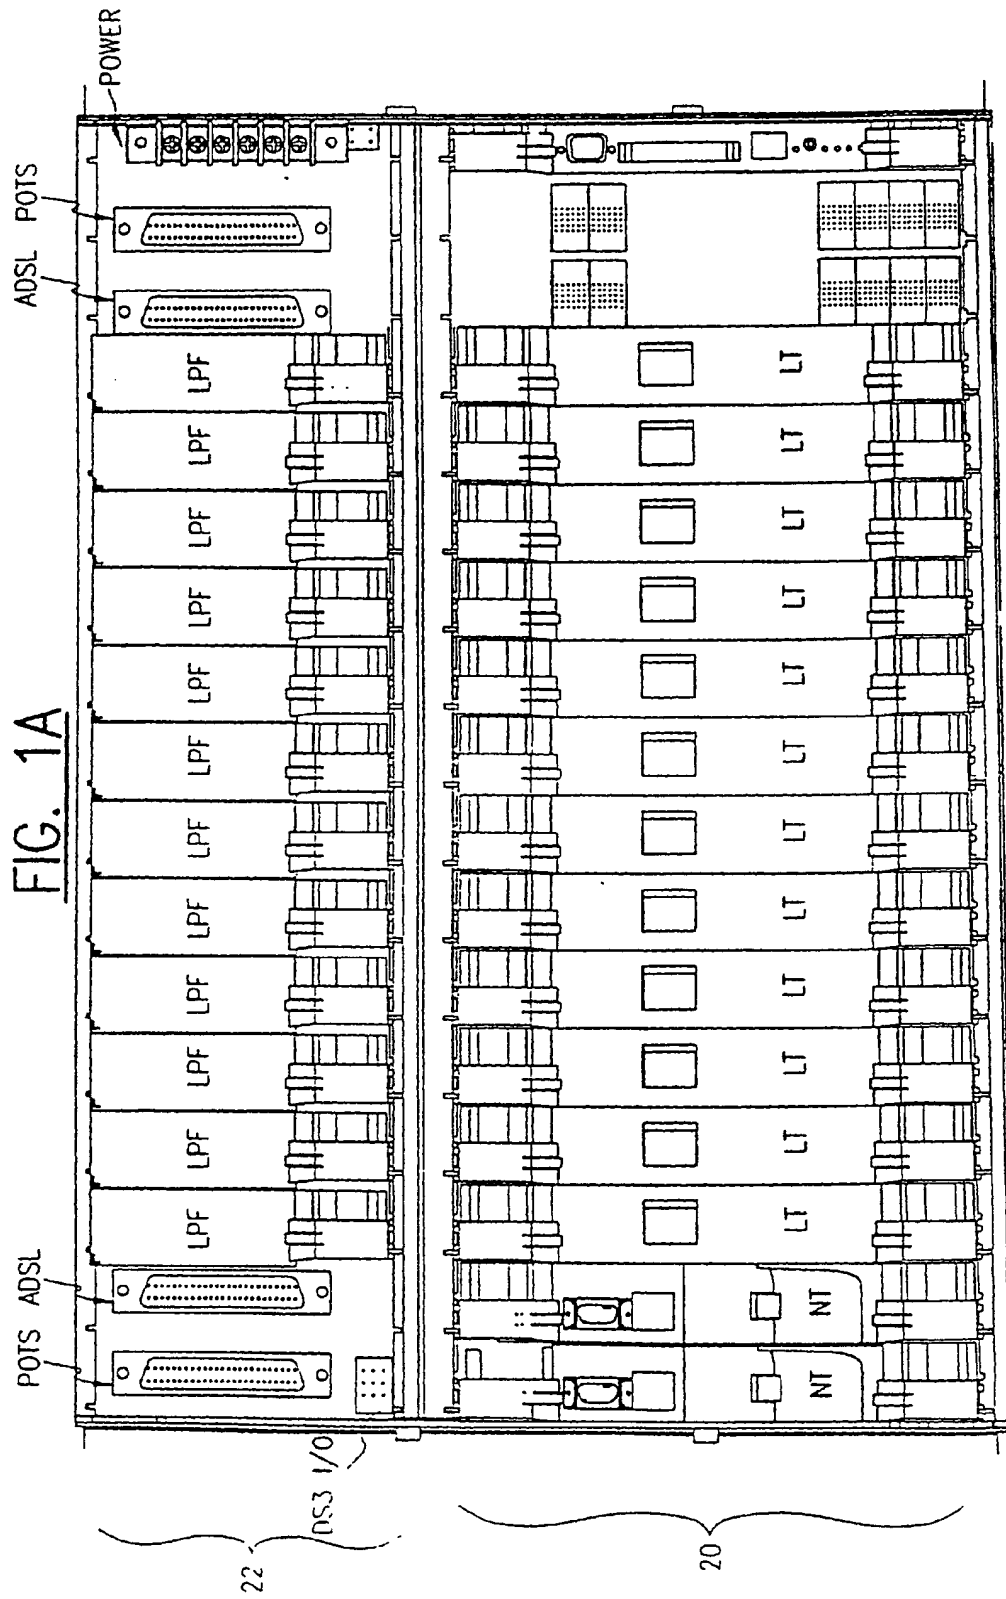 FIG. 1A
POTS ADSL
ADSL POTS
POWER
LPF LPF LPF LPF LPF LPF LPF LPF LPF LPF LPF LPF
22
DS3 I/O
NT NT LT LT LT LT LT LT LT LT LT LT LT LT
20